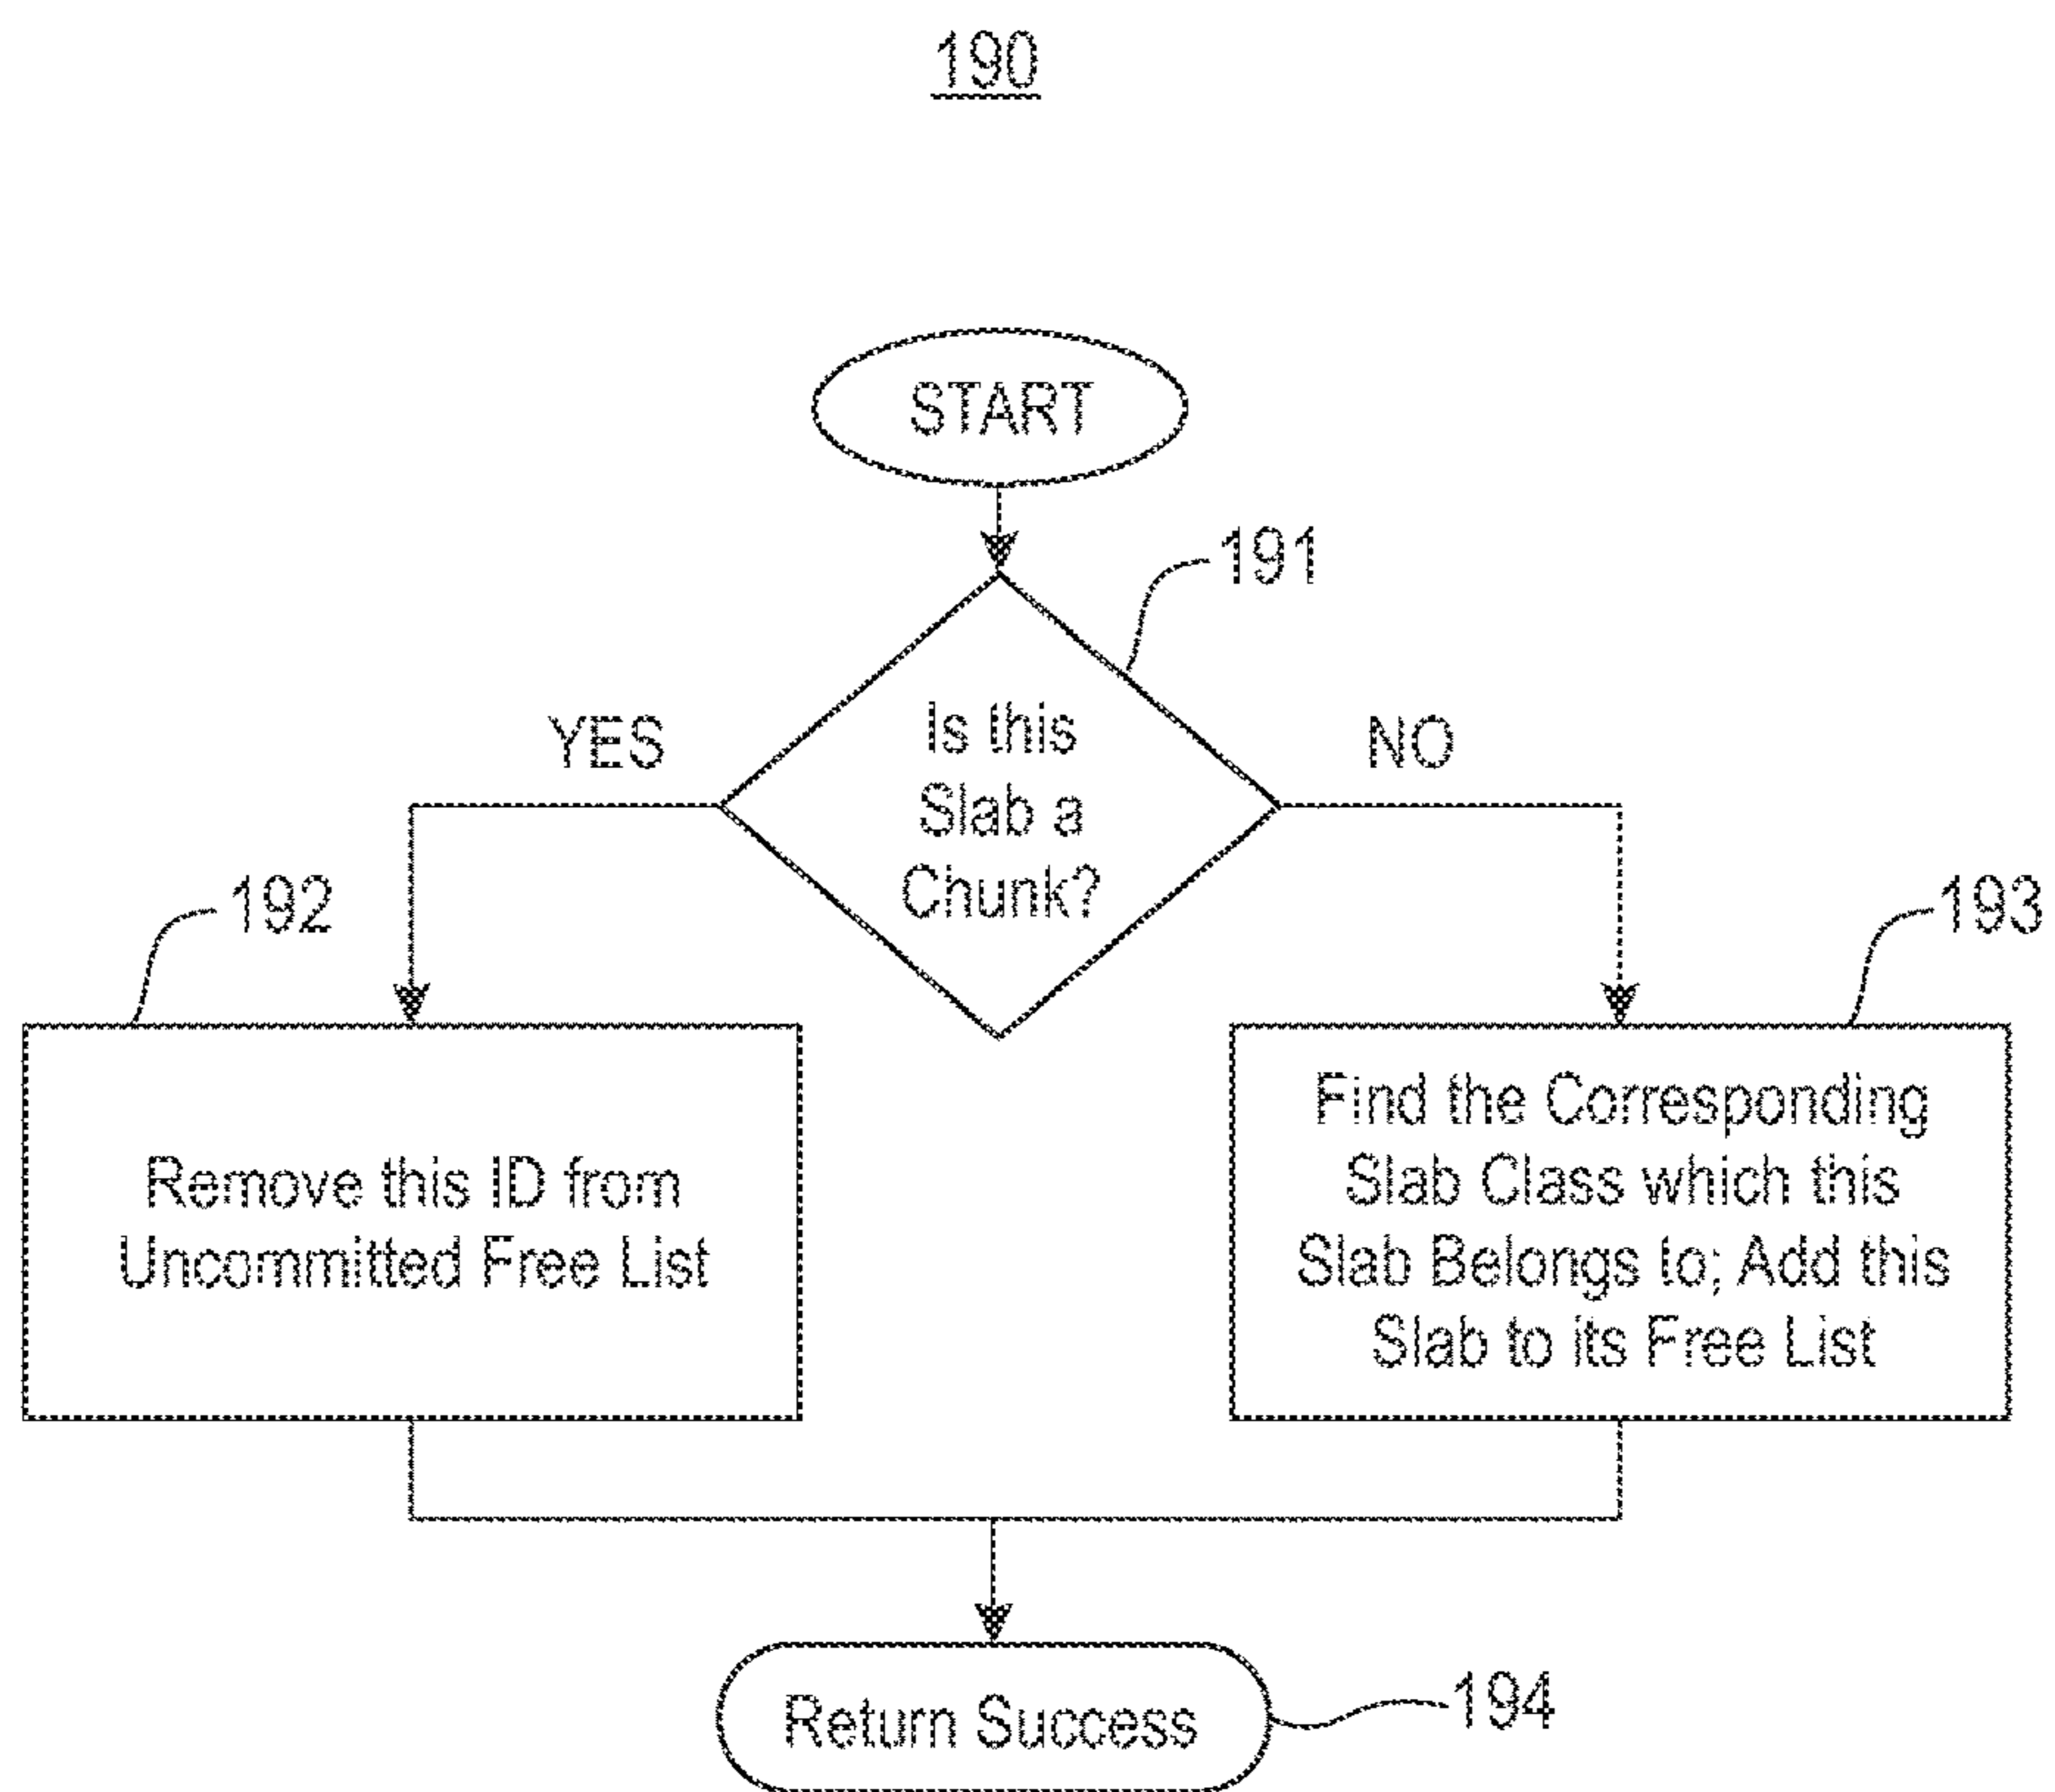 190
START
191
Is this
Slab a
Chunk?
YES
NO
192
193
Remove this ID from
Uncommitted Free List
Find the Corresponding
Slab Class which this
Slab Belongs to; Add this
Slab to its Free List
Return Success
194